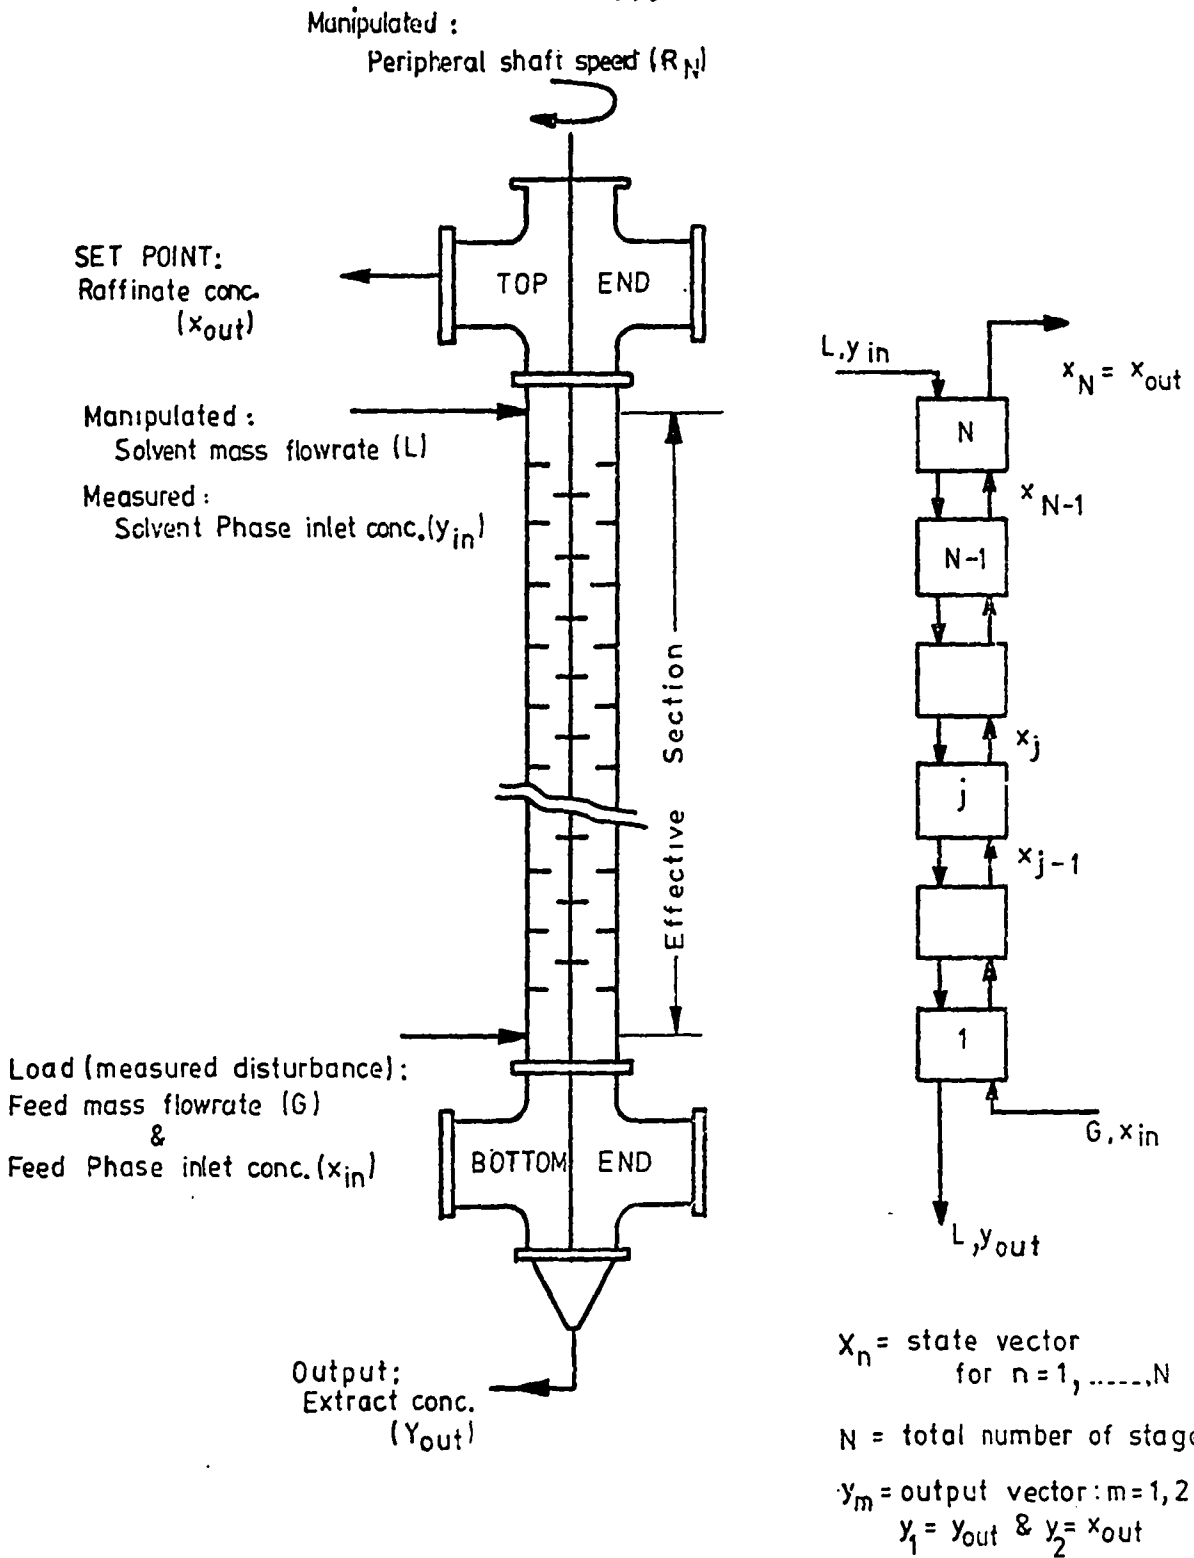 Manipulated :
Peripheral shaft speed (R_N)
SET POINT:
Raffinate conc.
(x_out)
TOP END
Manipulated :
Solvent mass flowrate (L)
Measured :
Solvent Phase inlet conc.(y_in)
Effective Section
Load (measured disturbance) :
Feed mass flowrate (G)
&
Feed Phase inlet conc.(x_in)
BOTTOM END
Output:
Extract conc.
(Y_out)
L,y_in
x_N = x_out
N
x_N-1
N-1
x_j
j
x_j-1
1
G,x_in
L,y_out
X_n = state vector
for n=1, ......,N
N = total number of
y_m = output vector : m=1,2
y_1 = y_out & y_2 = x_out